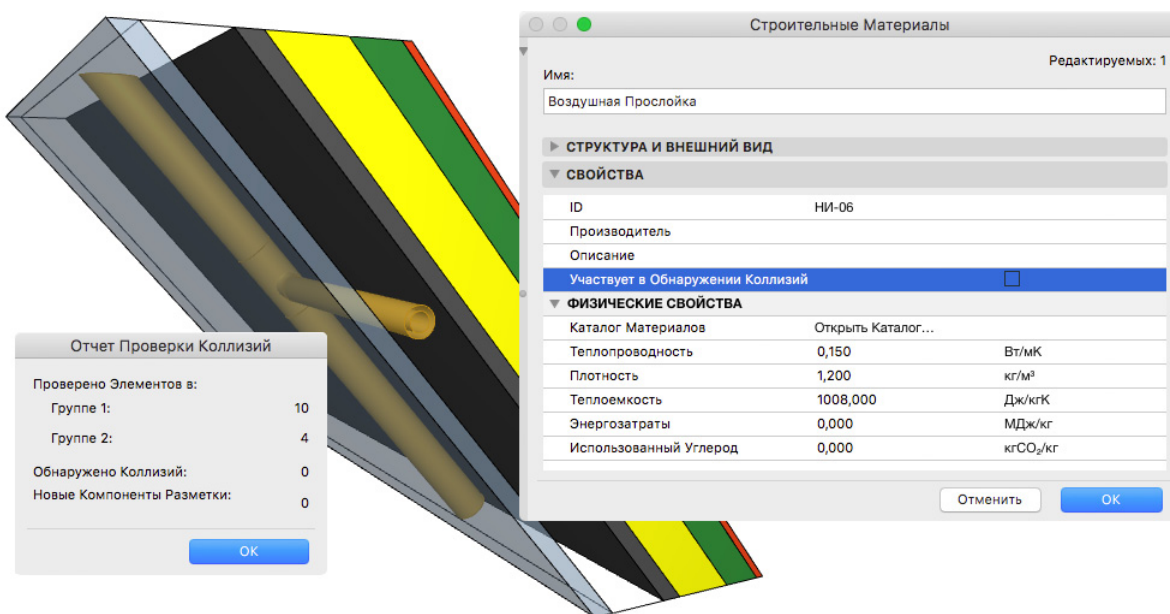 Строительные Материалы
Редактируемых: 1
Имя:
Воздушная Прослойка
СТРУКТУРА И ВНЕШНИЙ ВИД
СВОЙСТВА
ID НИ-06
Производитель
Описание
Участвует в Обнаружении Коллизий
ФИЗИЧЕСКИЕ СВОЙСТВА
Каталог Материалов Открыть Каталог...
Теплопроводность 0,150 Вт/мК
Плотность 1,200 кг/м³
Теплоемкость 1008,000 Дж/кгК
Энергозатраты 0,000 МДж/кг
Использованный Углерод 0,000 кгCO₂/кг
Отменить OK
Отчет Проверки Коллизий
Проверено Элементов в:
Группе 1: 10
Группе 2: 4
Обнаружено Коллизий: 0
Новые Компоненты Разметки: 0
OK